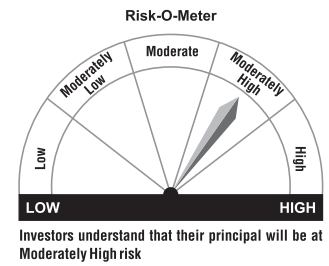 Risk-O-Meter
Low
Moderately
Low
Moderate
Moderately
High
High
LOW HIGH
Investors understand that their principal will be at
Moderately High risk